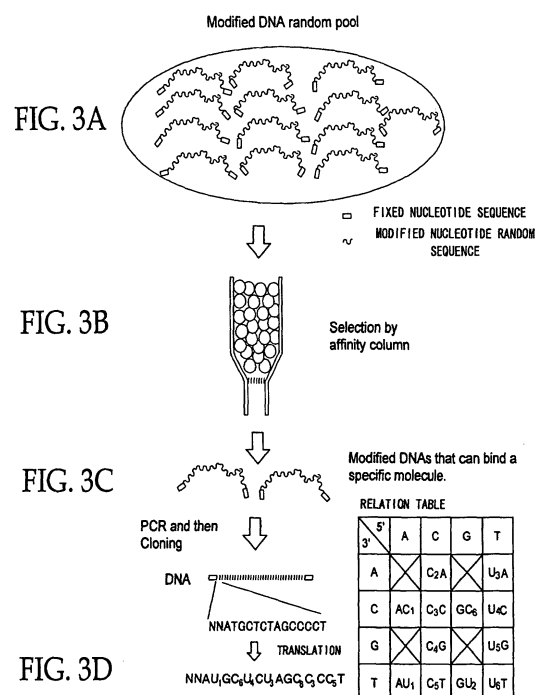 Modified DNA random pool
FIG. 3A
FIXED NUCLEOTIDE SEQUENCE
MODIFIED NUCLEOTIDE RANDOM
SEQUENCE
FIG. 3B
Selection by
affinity column
FIG. 3C
Modified DNAs that can bind a
specific molecule.
PCR and then
Cloning
DNA
NNATGCTCTAGCCCCT
TRANSLATION
FIG. 3D
NNAU1GC6U4CU3AGC6C3CC5T
RELATION TABLE
5'
3' A C G T
A C2A U3A
C AC1 C3C GC6 U4C
G C4G U5G
T AU1 C5T GU2 U6T